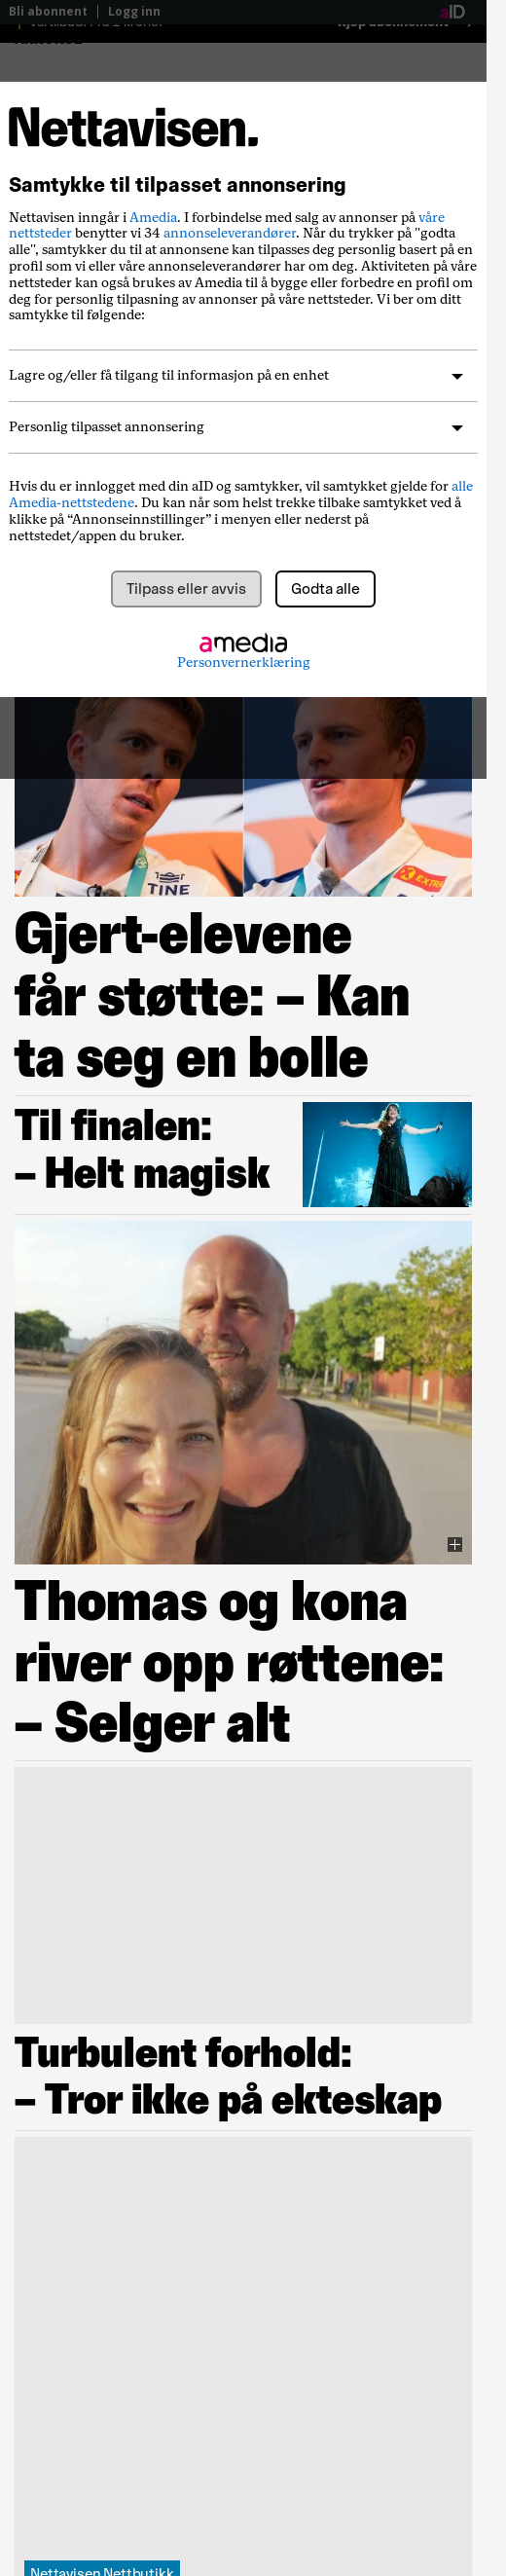 Bli abonnent
Logg inn
aID
Nettavisen.
Samtykke til tilpasset annonsering
Nettavisen inngår i Amedia. I forbindelse med salg av annonser på våre
nettsteder benytter vi 34 annonseleverandører. Når du trykker på "godta
alle", samtykker du til at annonsene kan tilpasses deg personlig basert på en
profil som vi eller våre annonseleverandører har om deg. Aktiviteten på våre
nettsteder kan også brukes av Amedia til å bygge eller forbedre en profil om
deg for personlig tilpasning av annonser på våre nettsteder. Vi ber om ditt
samtykke til følgende:
Lagre og/eller få tilgang til informasjon på en enhet
Personlig tilpasset annonsering
Hvis du er innlogget med din aID og samtykker, vil samtykket gjelde for alle
Amedia-nettstedene. Du kan når som helst trekke tilbake samtykket ved å
klikke på “Annonseinnstillinger” i menyen eller nederst på
nettstedet/appen du bruker.
Tilpass eller avvis
Godta alle
amedia
Personvernerklæring
TINE
EXTRA
Gjert-elevene
får støtte: – Kan
ta seg en bolle
Til finalen:
– Helt magisk
Thomas og kona
river opp røttene:
– Selger alt
Turbulent forhold:
– Tror ikke på ekteskap
Nettavisen Nettbutikk